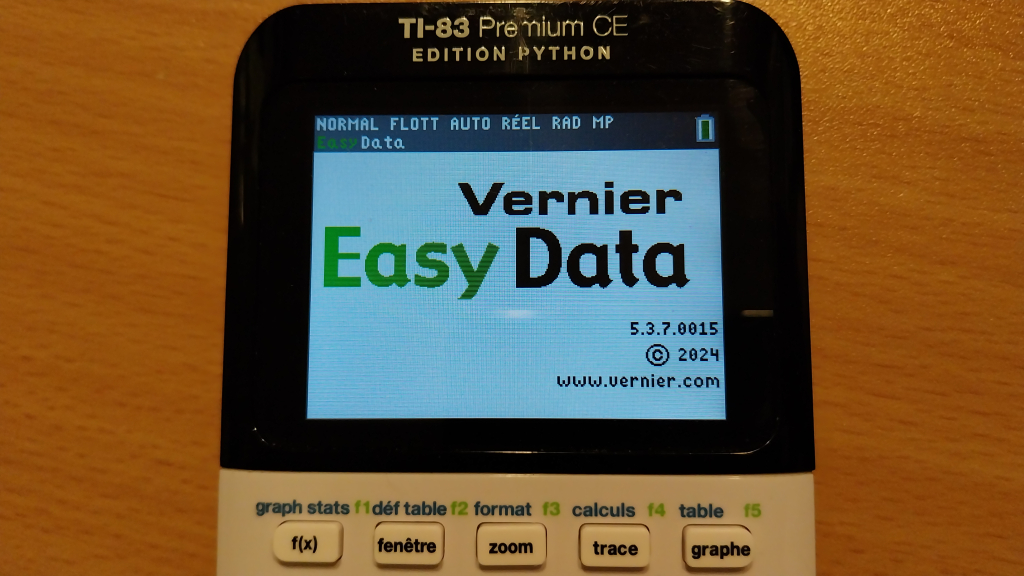 TI-83 Premium CE
EDITION PYTHON
NORMAL FLOTT AUTO RÉEL RAD MP
EasyData
Vernier
Easy Data
5.3.7.0015
© 2024
www.vernier.com
graph stats f1 déf table f2 format f3 calculs f4 table f5
f(x) fenêtre zoom trace graphe